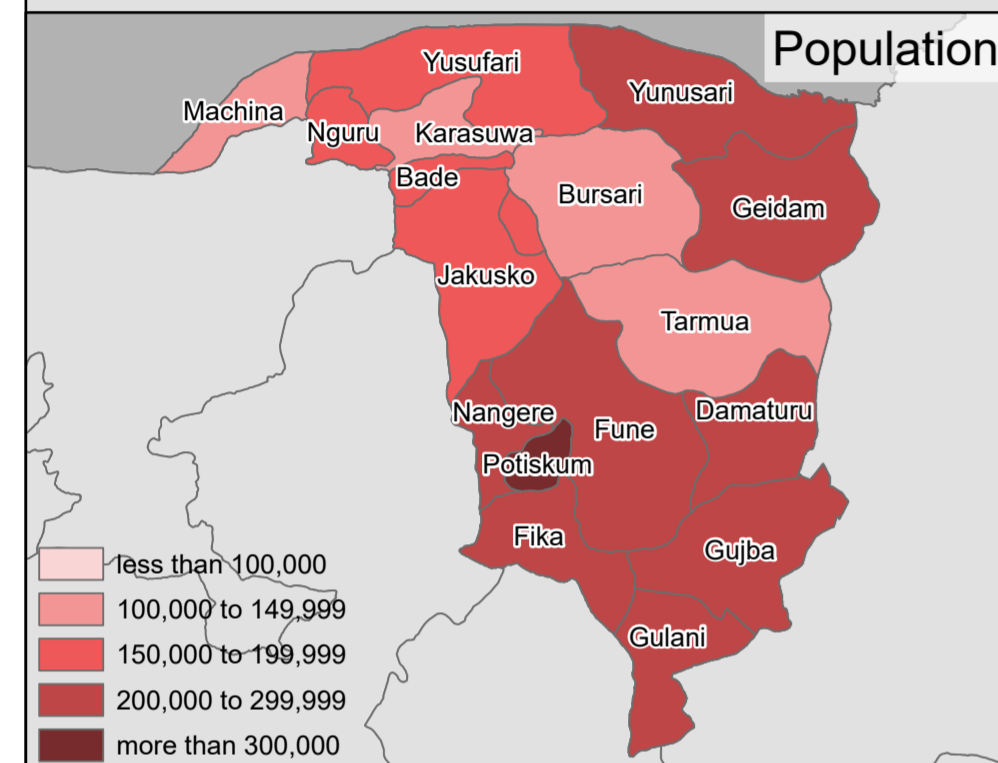 Population
Yusufari
Yunusari
Machina
Nguru
Karasuwa
Bade
Bursari
Geidam
Jakusko
Tarmua
Nangere
Damaturu
Fune
Potiskum
Fika
Gujba
Gulani
less than 100,000
100,000 to 149,999
150,000 to 199,999
200,000 to 299,999
more than 300,000